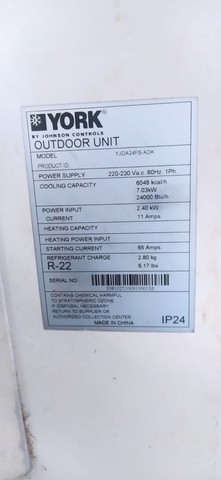 YORK
BY JOHNSON CONTROLS
OUTDOOR UNIT
MODEL YJDA24FS-ADK
PRODUCT ID.
POWER SUPPLY 220-230 Va.c. 60Hz. 1Ph.
COOLING CAPACITY 6048 kcal/h
7.03kW
24000 Btu/h
POWER INPUT 2.40 kW
CURRENT 11 Amps
HEATING CAPACITY
HEATING POWER INPUT
STARTING CURRENT 65 Amps
REFRIGERANT CHARGE 2.80 kg
R-22 6.17 lbs
SERIAL NO
CONTAINS CHEMICAL HARMFUL
TO STRATOSPHERIC OZONE
IF DISPOSAL NECESSARY
RETURN TO SUPPLIER OR
AUTHORIZED COLLECTION CENTER
MADE IN CHINA IP24